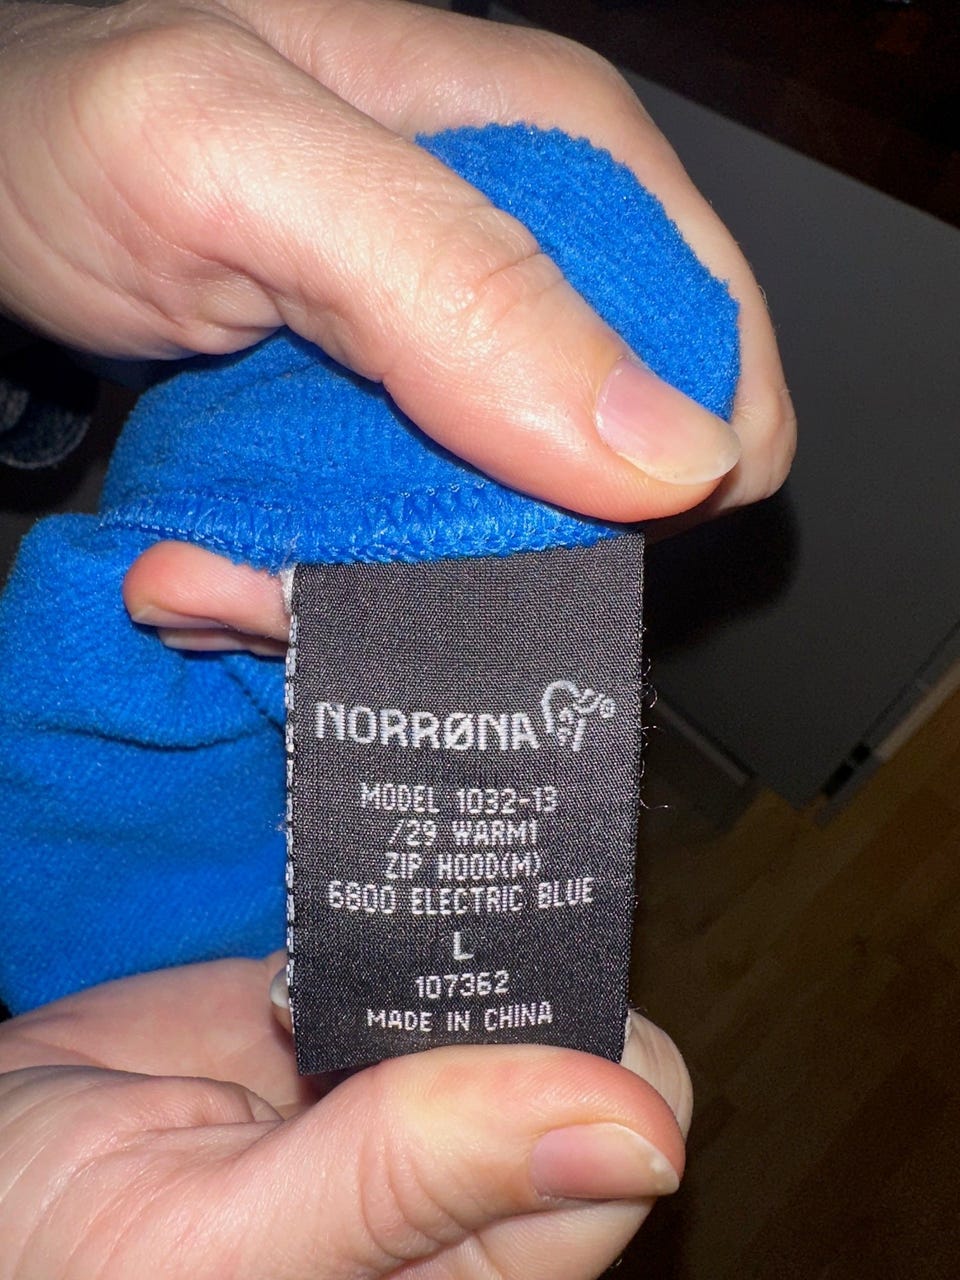 NORRØNA
MODEL 1032-13
/29 WARM1
ZIP HOOD(M)
6800 ELECTRIC BLUE
L
107362
MADE IN CHINA